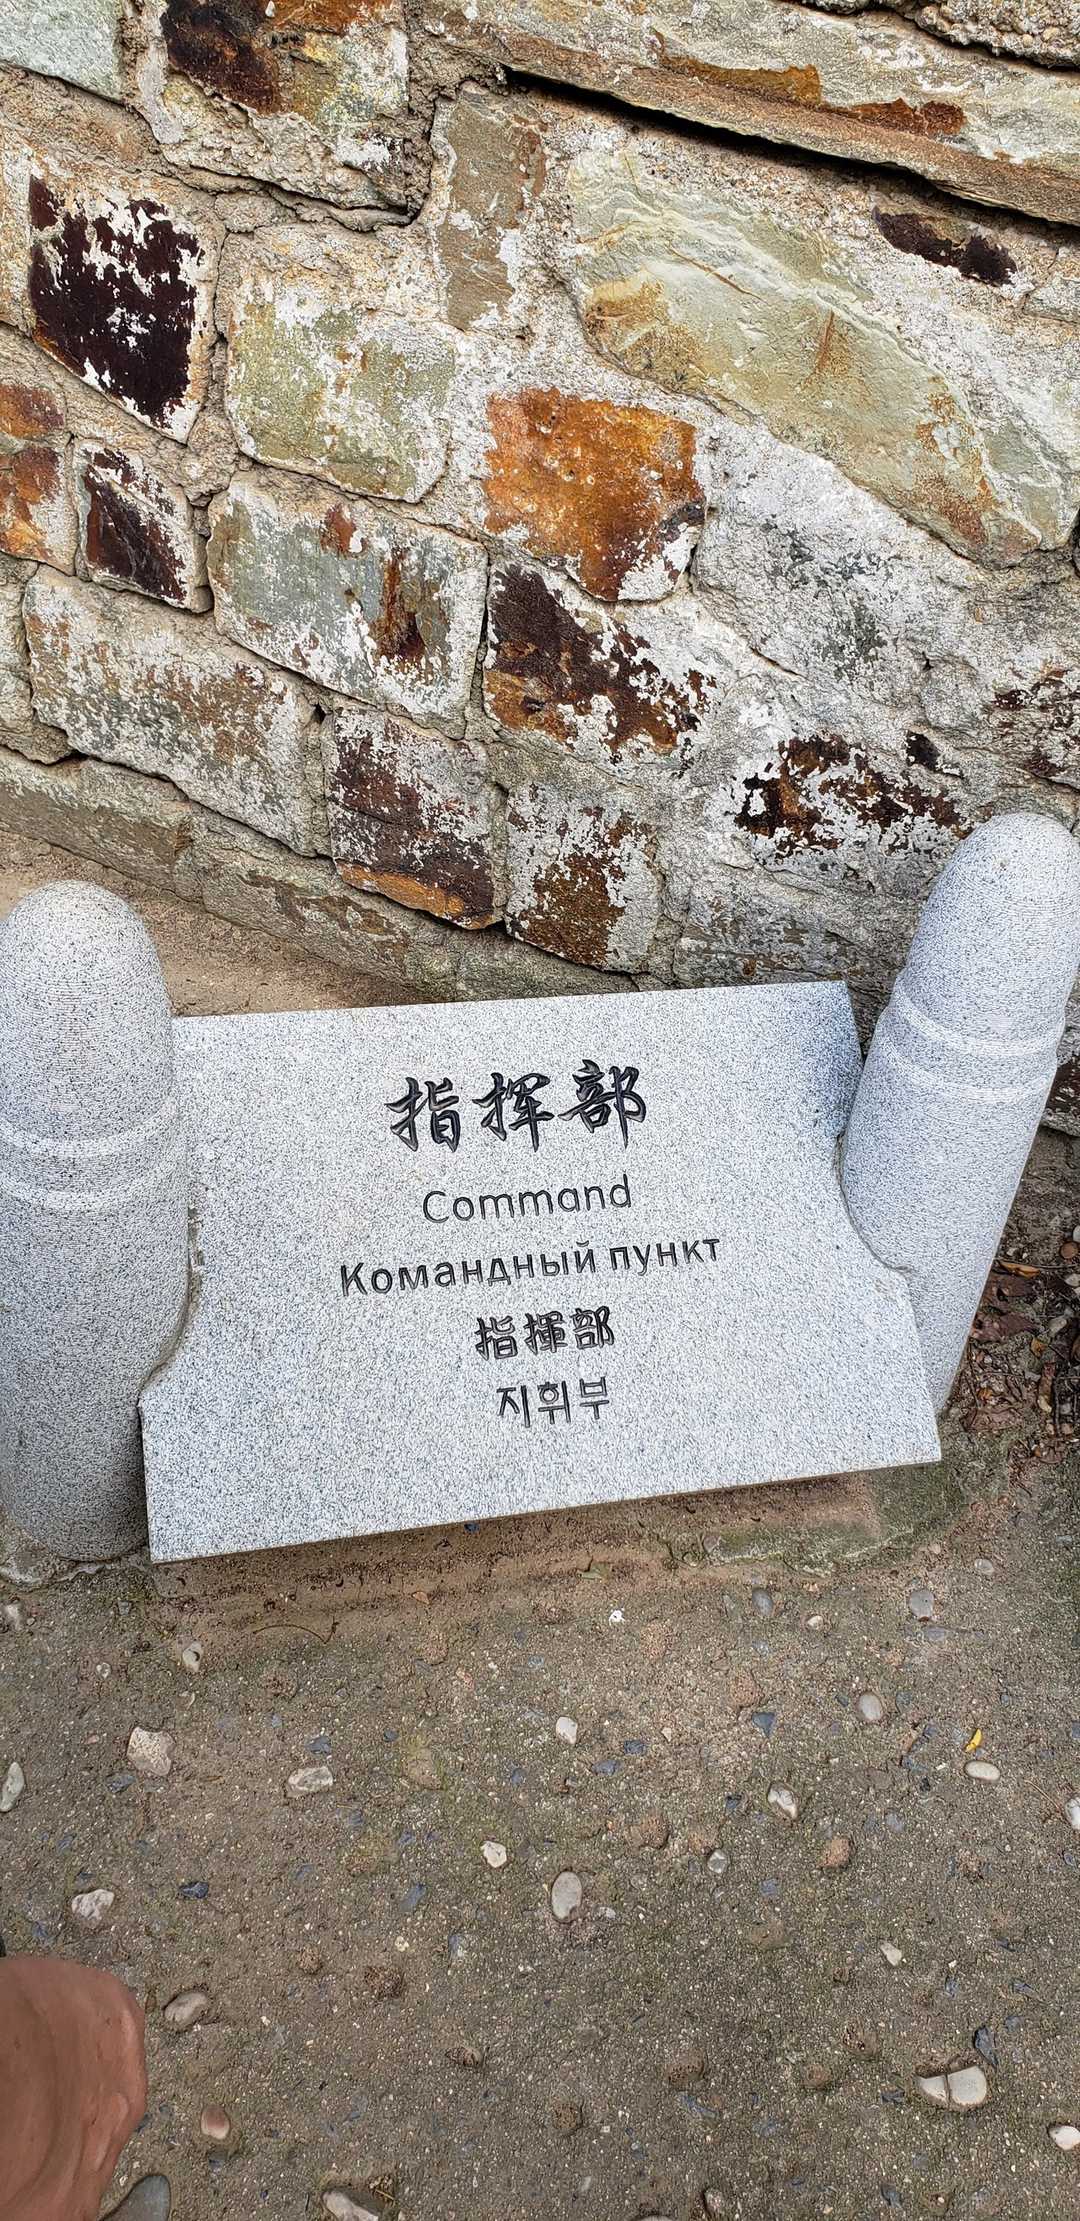 指挥部
Command
Командный пункт
指揮部
지휘부